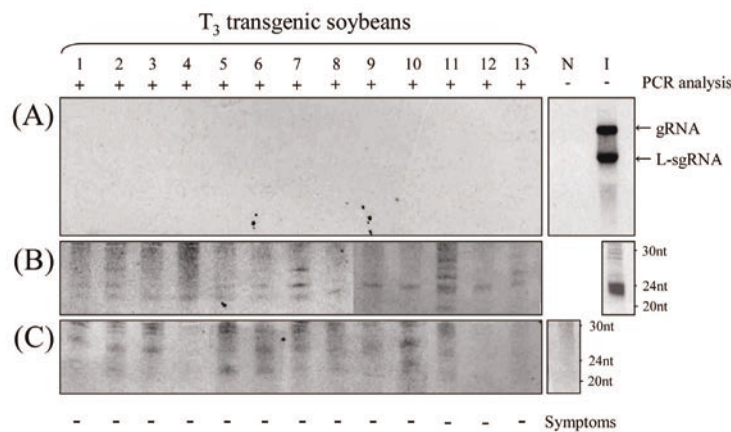 T3 transgenic soybeans
1 2 3 4 5 6 7 8 9 10 11 12 13 N I
+ + + + + + + + + + + + + - - PCR analysis
(A)
← gRNA
← L-sgRNA
(B)
30nt
24nt
20nt
(C)
30nt
24nt
20nt
- - - - - - - - - - - - - Symptoms